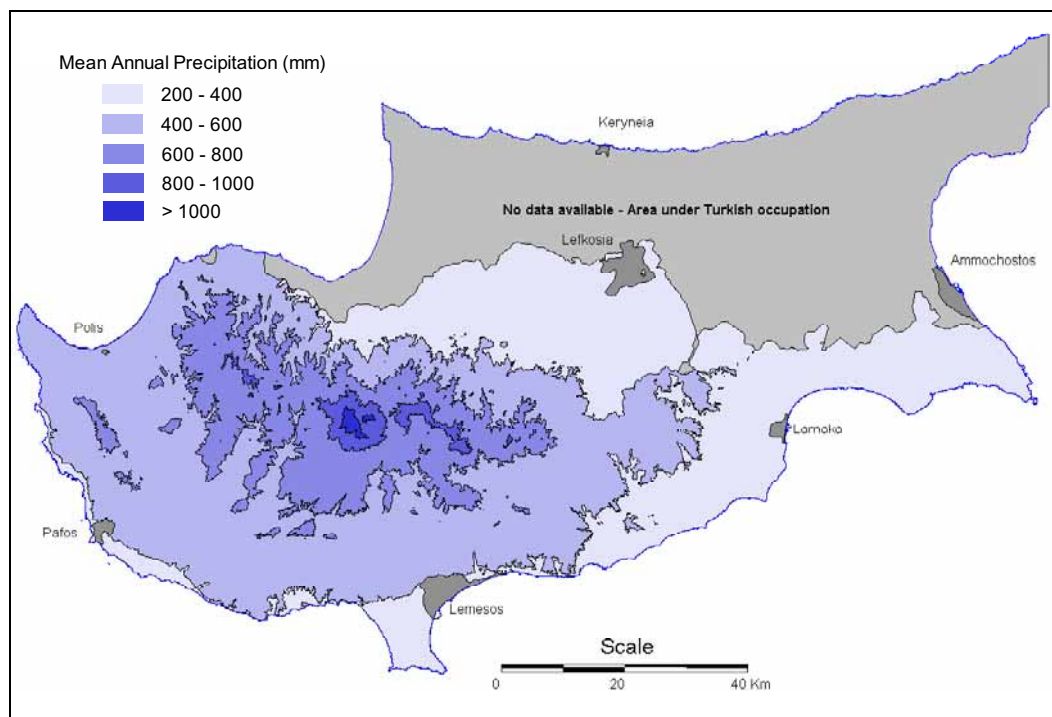 Mean Annual Precipitation (mm)
200 - 400
400 - 600
600 - 800
800 - 1000
> 1000
Keryneia
No data available - Area under Turkish occupation
Lefkosia
Ammochostos
Polis
Larnaka
Pafos
Lemesos
Scale
0 20 40 Km